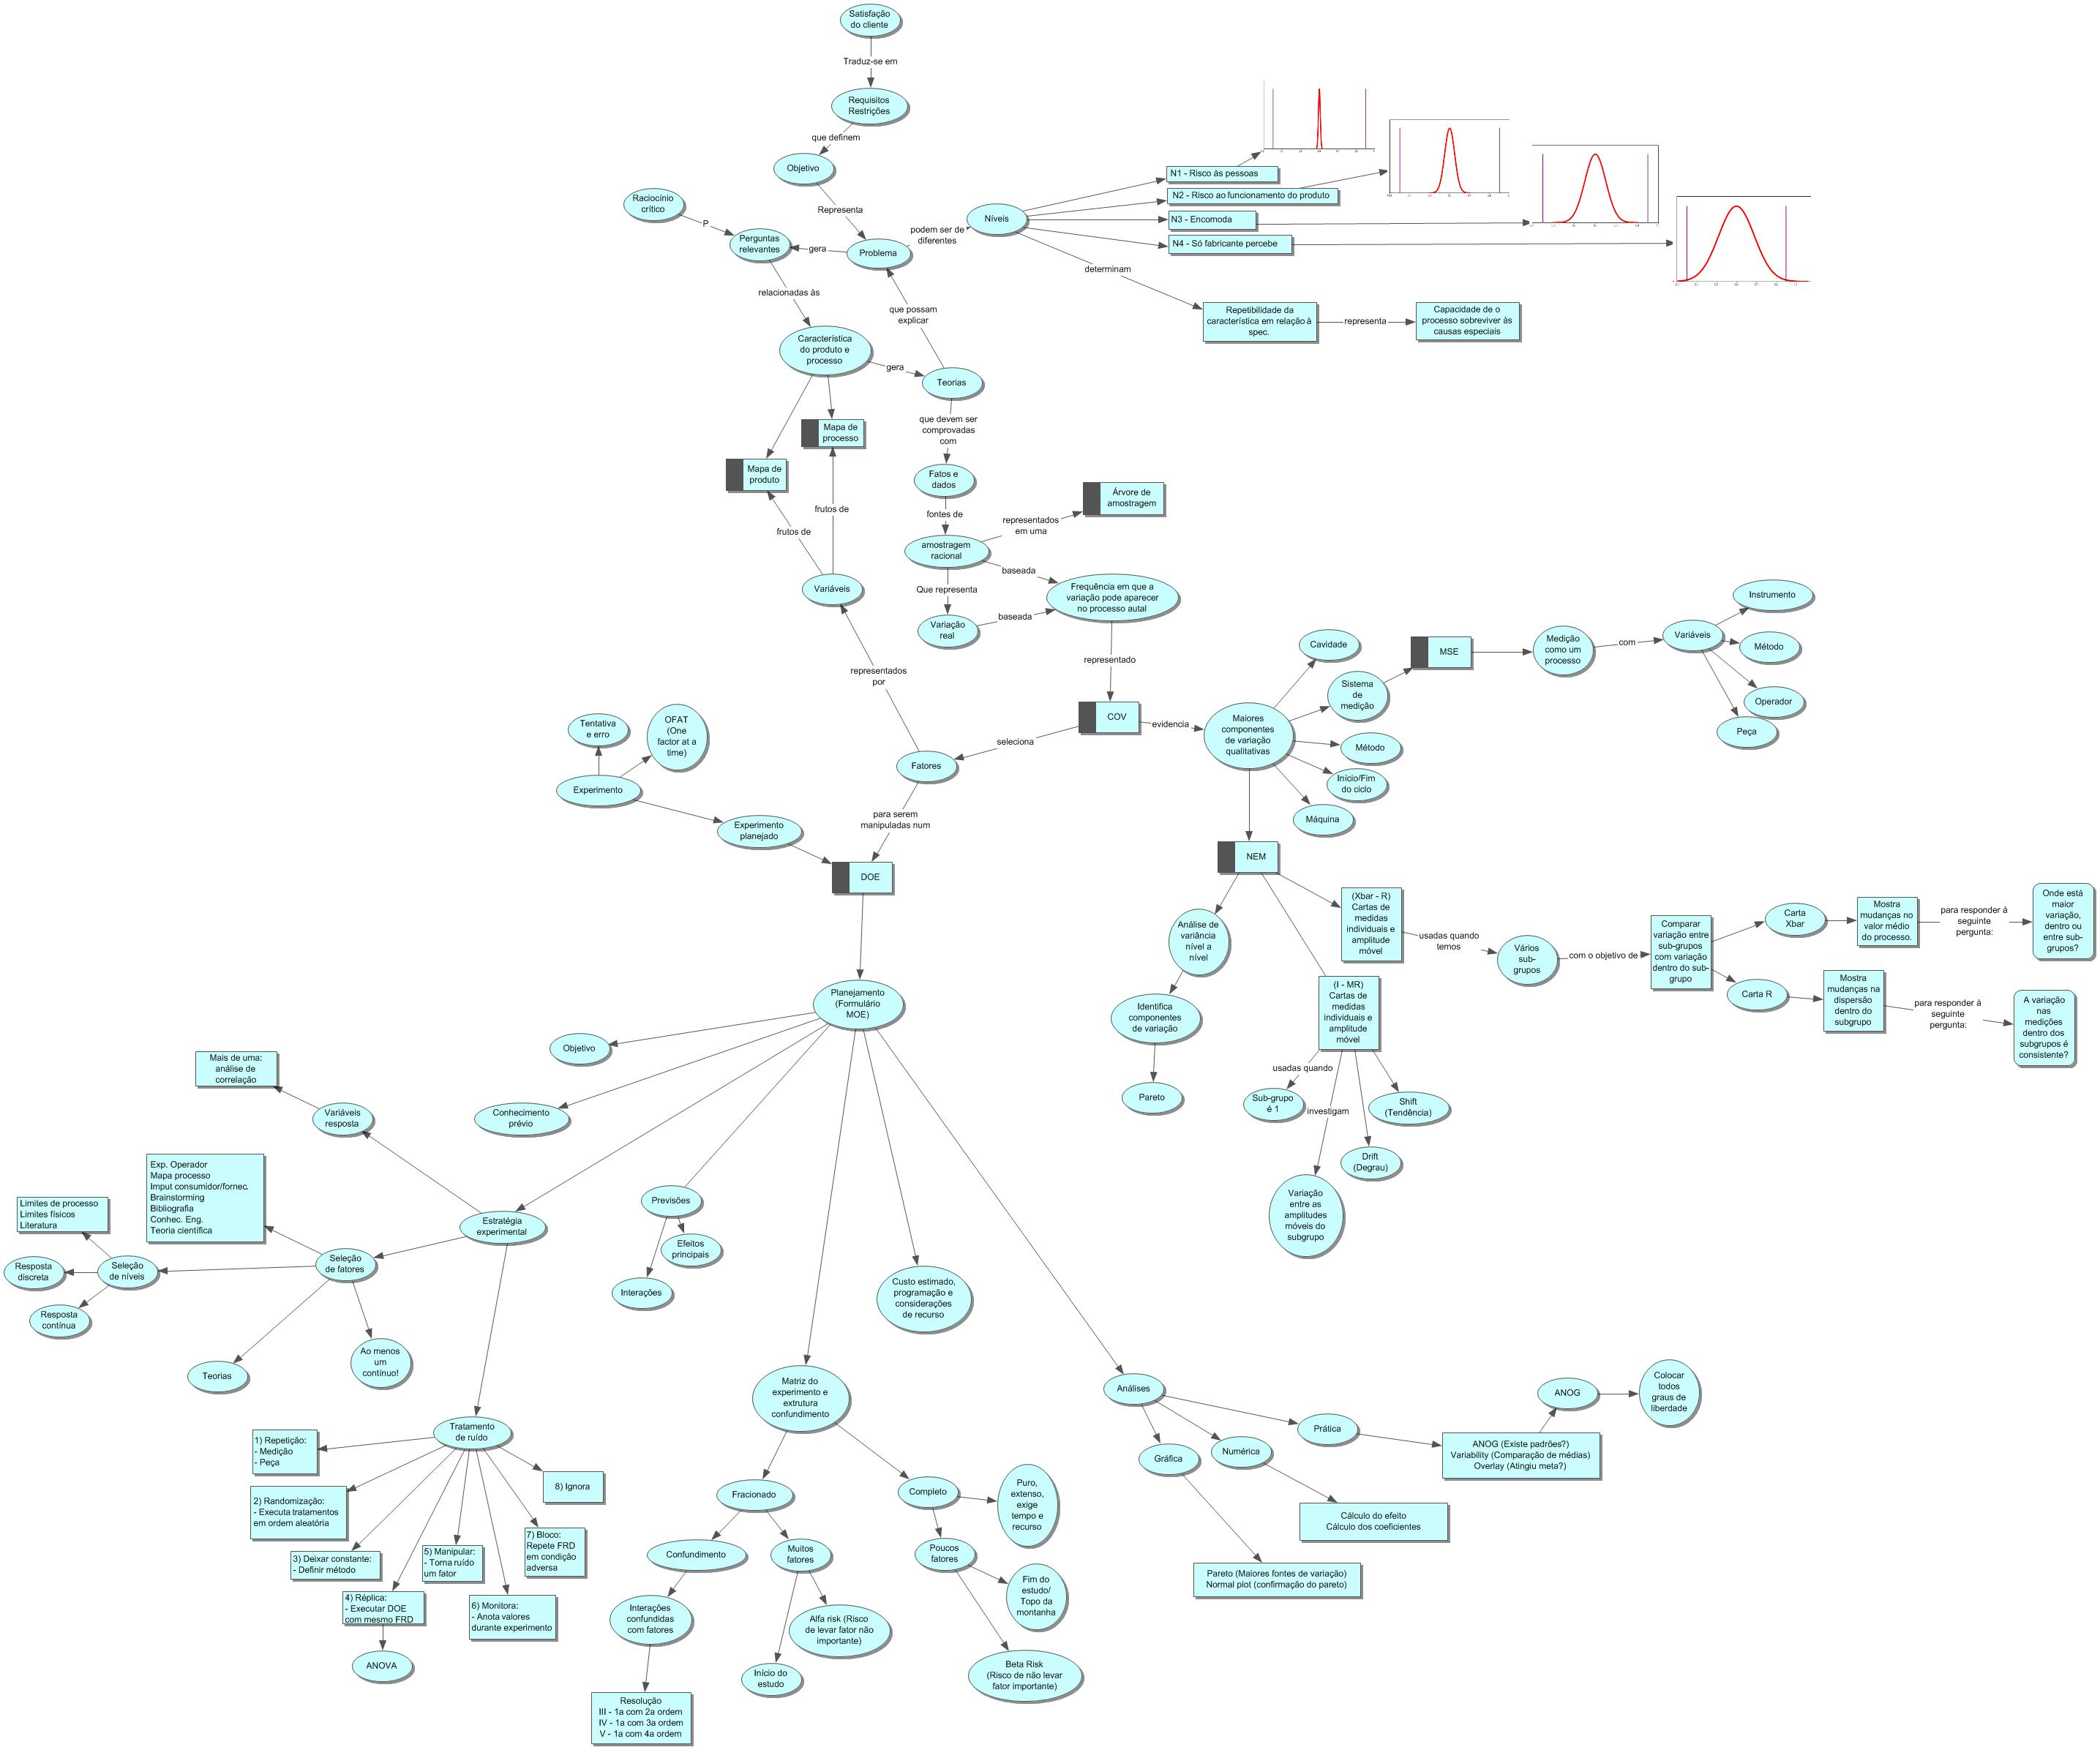 Satisfação
do cliente
Traduz-se em
Requisitos
Restrições
que definem
Objetivo
Representa
Raciocínio
crítico
P
Perguntas
relevantes
gera
Problema
podem ser de
diferentes
Níveis
N1 - Risco às pessoas
N2 - Risco ao funcionamento do produto
N3 - Encomoda
N4 - Só fabricante percebe
determinam
Repetibilidade da
característica em relação à
spec.
representa
Capacidade de o
processo sobreviver às
causas especiais
relacionadas às
que possam
explicar
Característica
do produto e
processo
gera
Teorias
que devem ser
comprovadas
com
Mapa de
processo
Mapa de
produto
frutos de
frutos de
Variáveis
Fatos e
dados
fontes de
amostragem
racional
representados
em uma
Árvore de
amostragem
baseada
Que representa
Variação
real
baseada
Frequência em que a
variação pode aparecer
no processo autal
representado
COV
evidencia
seleciona
Fatores
representados
por
para serem
manipuladas num
Maiores
componentes
de variação
qualitativas
Cavidade
Sistema
de
medição
Método
Início/Fim
do ciclo
Máquina
MSE
Medição
como um
processo
com
Variáveis
Instrumento
Método
Operador
Peça
Tentativa
e erro
OFAT
(One
factor at a
time)
Experimento
Experimento
planejado
DOE
NEM
Análise de
variância
nível a
nível
Identifica
componentes
de variação
Pareto
(Xbar - R)
Cartas de
medidas
individuais e
amplitude
móvel
usadas quando
temos
Vários
sub-
grupos
com o objetivo de
Comparar
variação entre
sub-grupos
com variação
dentro do sub-
grupo
Carta
Xbar
Mostra
mudanças no
valor médio
do processo.
para responder à
seguinte
pergunta:
Onde está
maior
variação,
dentro ou
entre sub-
grupos?
Carta R
Mostra
mudanças na
dispersão
dentro do
subgrupo
para responder à
seguinte
pergunta:
A variação
nas
medições
dentro dos
subgrupos é
consistente?
(I - MR)
Cartas de
medidas
individuais e
amplitude
móvel
usadas quando
Sub-grupo
é 1
investigam
Variação
entre as
amplitudes
móveis do
subgrupo
Drift
(Degrau)
Shift
(Tendência)
Planejamento
(Formulário
MOE)
Objetivo
Conhecimento
prévio
Mais de uma:
análise de
correlação
Variáveis
resposta
Estratégia
experimental
Exp. Operador
Mapa processo
Imput consumidor/fornec.
Brainstorming
Bibliografia
Conhec. Eng.
Teoria científica
Limites de processo
Limites físicos
Literatura
Seleção
de fatores
Seleção
de níveis
Resposta
discreta
Resposta
contínua
Teorias
Ao menos
um
contínuo!
Previsões
Efeitos
principais
Interações
Custo estimado,
programação e
considerações
de recurso
Tratamento
de ruído
1) Repetição:
- Medição
- Peça
2) Randomização:
- Executa tratamentos
em ordem aleatória
3) Deixar constante:
- Definir método
4) Réplica:
- Executar DOE
com mesmo FRD
ANOVA
5) Manipular:
- Torna ruído
um fator
6) Monitora:
- Anota valores
durante experimento
7) Bloco:
Repete FRD
em condição
adversa
8) Ignora
Matriz do
experimento e
extrutura
confundimento
Fracionado
Confundimento
Interações
confundidas
com fatores
Resolução
III - 1a com 2a ordem
IV - 1a com 3a ordem
V - 1a com 4a ordem
Muitos
fatores
Início do
estudo
Alfa risk (Risco
de levar fator não
importante)
Completo
Puro,
extenso,
exige
tempo e
recurso
Poucos
fatores
Fim do
estudo/
Topo da
montanha
Beta Risk
(Risco de não levar
fator importante)
Análises
Gráfica
Pareto (Maiores fontes de variação)
Normal plot (confirmação do pareto)
Numérica
Cálculo do efeito
Cálculo dos coeficientes
Prática
ANOG (Existe padrões?)
Variability (Comparação de médias)
Overlay (Atingiu meta?)
ANOG
Colocar
todos
graus de
liberdade